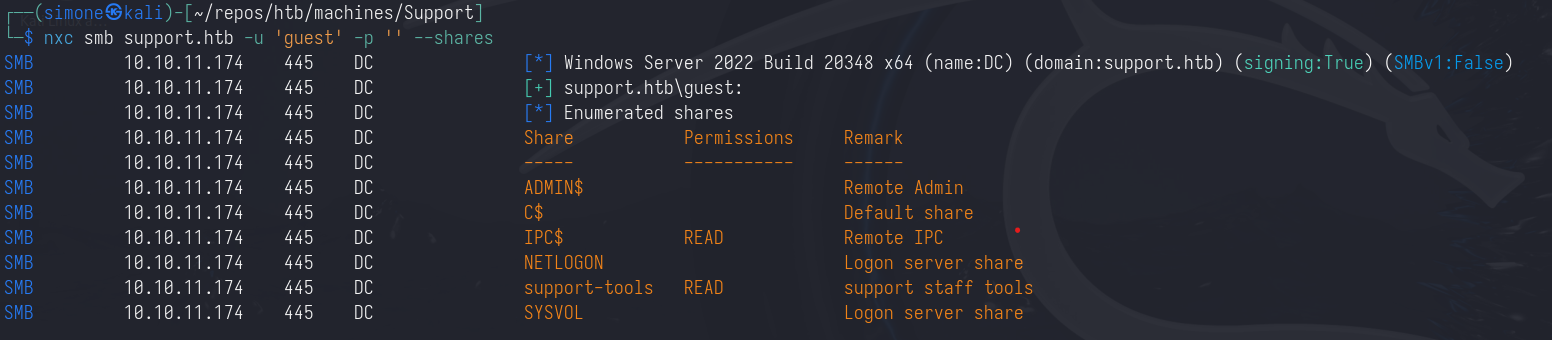 ┌──(simone㉿kali)-[~/repos/htb/machines/Support]
└─$ nxc smb support.htb -u 'guest' -p '' --shares
SMB         10.10.11.174    445    DC               [*] Windows Server 2022 Build 20348 x64 (name:DC) (domain:support.htb) (signing:True) (SMBv1:False)
SMB         10.10.11.174    445    DC               [+] support.htb\guest:
SMB         10.10.11.174    445    DC               [*] Enumerated shares
SMB         10.10.11.174    445    DC               Share           Permissions     Remark
SMB         10.10.11.174    445    DC               -----           -----------     ------
SMB         10.10.11.174    445    DC               ADMIN$                          Remote Admin
SMB         10.10.11.174    445    DC               C$                              Default share
SMB         10.10.11.174    445    DC               IPC$            READ            Remote IPC
SMB         10.10.11.174    445    DC               NETLOGON                        Logon server share
SMB         10.10.11.174    445    DC               support-tools   READ            support staff tools
SMB         10.10.11.174    445    DC               SYSVOL                          Logon server share